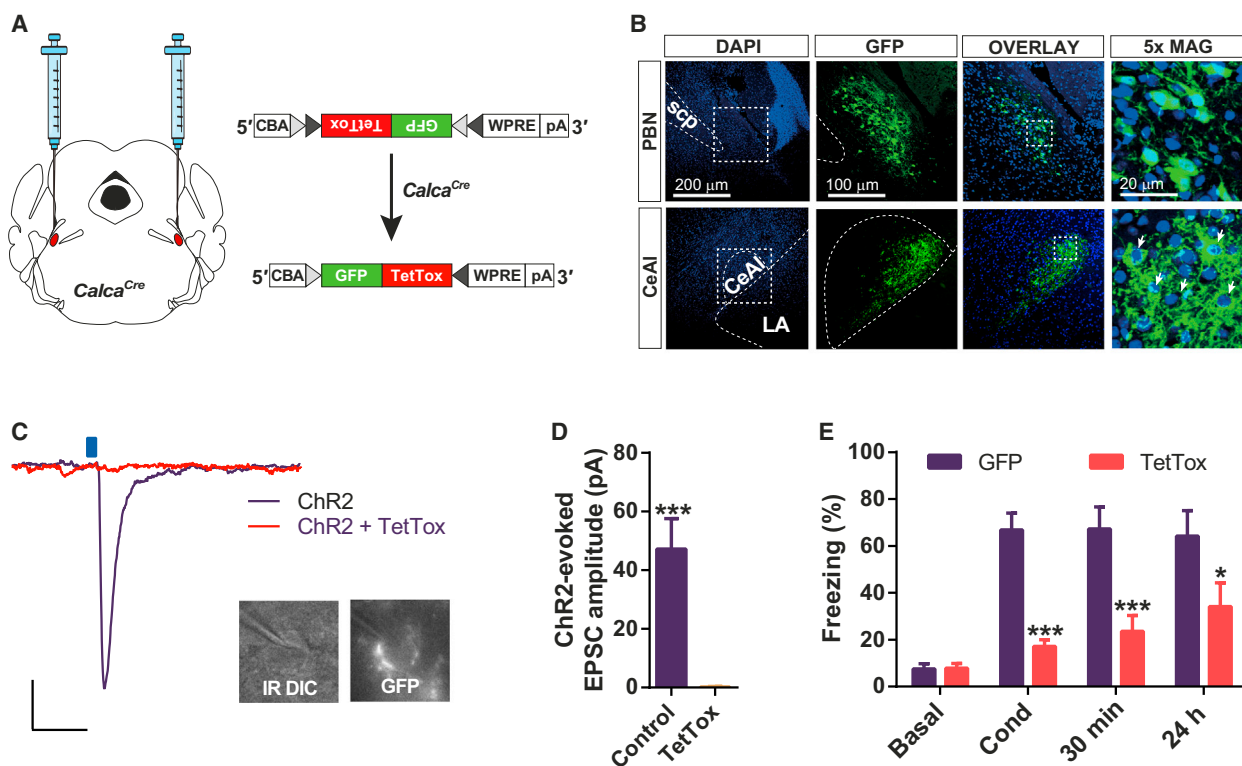 A
5′ CBA TetTox GFP WPRE pA 3′
Calca^Cre
5′ CBA GFP TetTox WPRE pA 3′
Calca^Cre
B
DAPI GFP OVERLAY 5x MAG
PBN
scp
200 µm 100 µm 20 µm
CeAl
CeAl
LA
C
ChR2
ChR2 + TetTox
IR DIC GFP
D
ChR2-evoked
EPSC amplitude (pA)
80
60
40
20
0
***
Control
TetTox
E
GFP TetTox
Freezing (%)
100
80
60
40
20
0
***
***
*
Basal
Cond
30 min
24 h